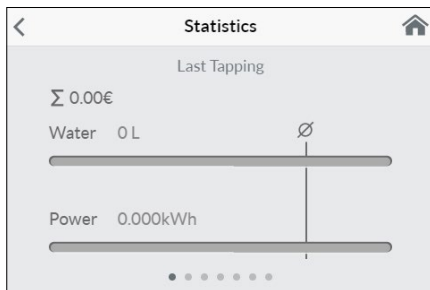 Statistics
Last Tapping
Σ 0.00€
Water 0 L Ø
Power 0.000kWh